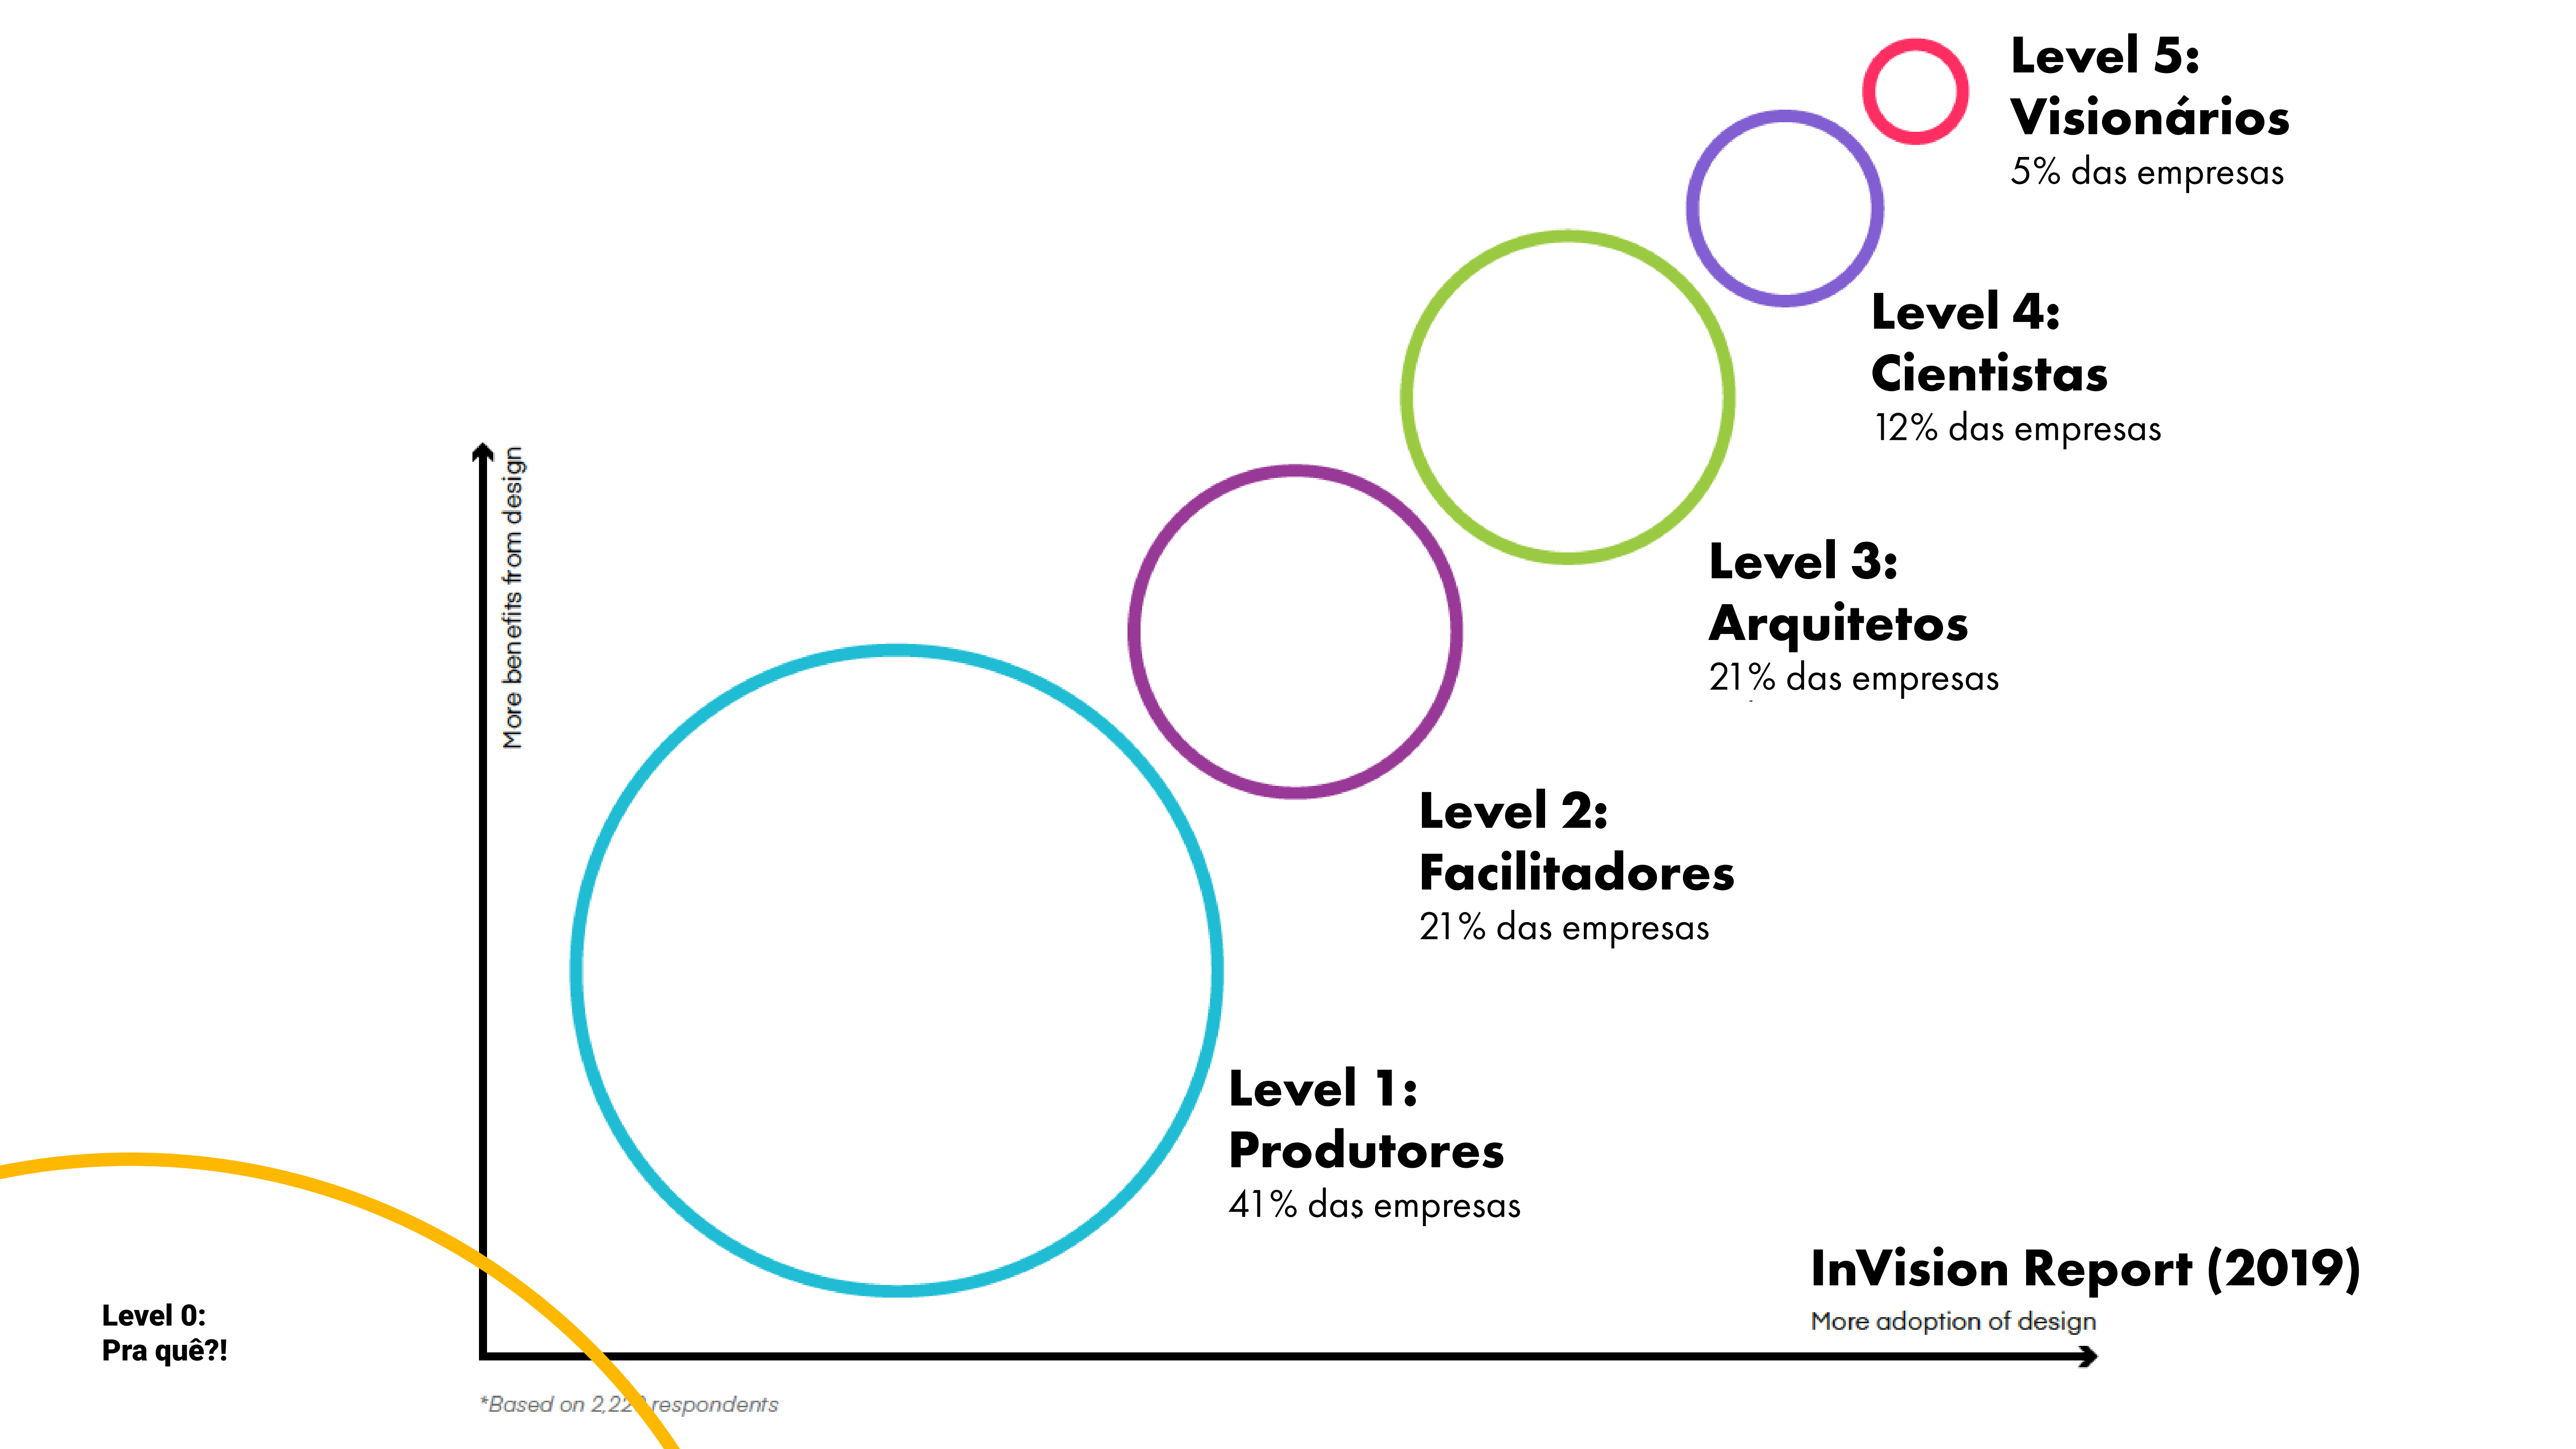 Level 5:
Visionários
5% das empresas
Level 4:
Cientistas
12% das empresas
Level 3:
Arquitetos
21% das empresas
Level 2:
Facilitadores
21% das empresas
Level 1:
Produtores
41% das empresas
More benefits from design
InVision Report (2019)
More adoption of design
Level 0:
Pra quê?!
*Based on respondents